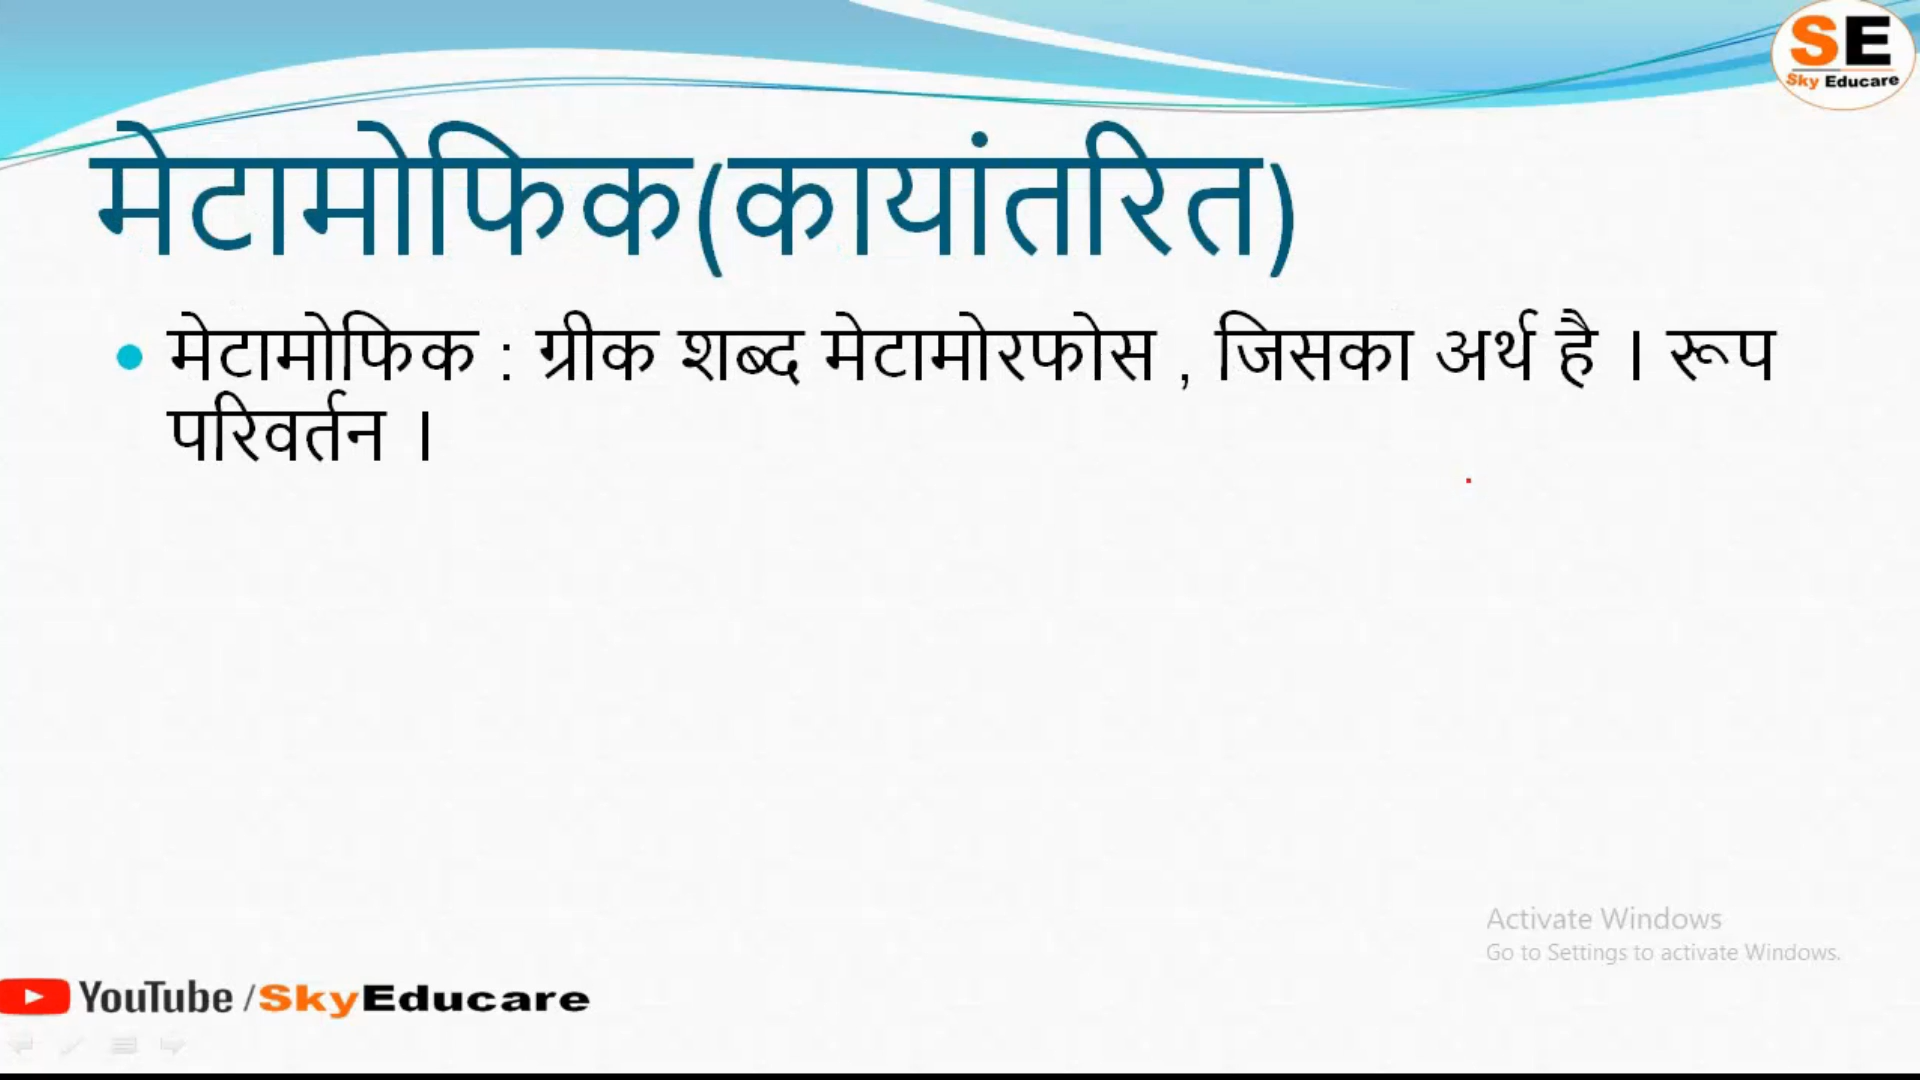 SE
Sky Educare
मेटामोफिक(कायांतरित)
मेटामोफिक : ग्रीक शब्द मेटामोरफोस , जिसका अर्थ है । रूप
परिवर्तन ।
Activate Windows
Go to Settings to activate Windows.
YouTube /SkyEducare